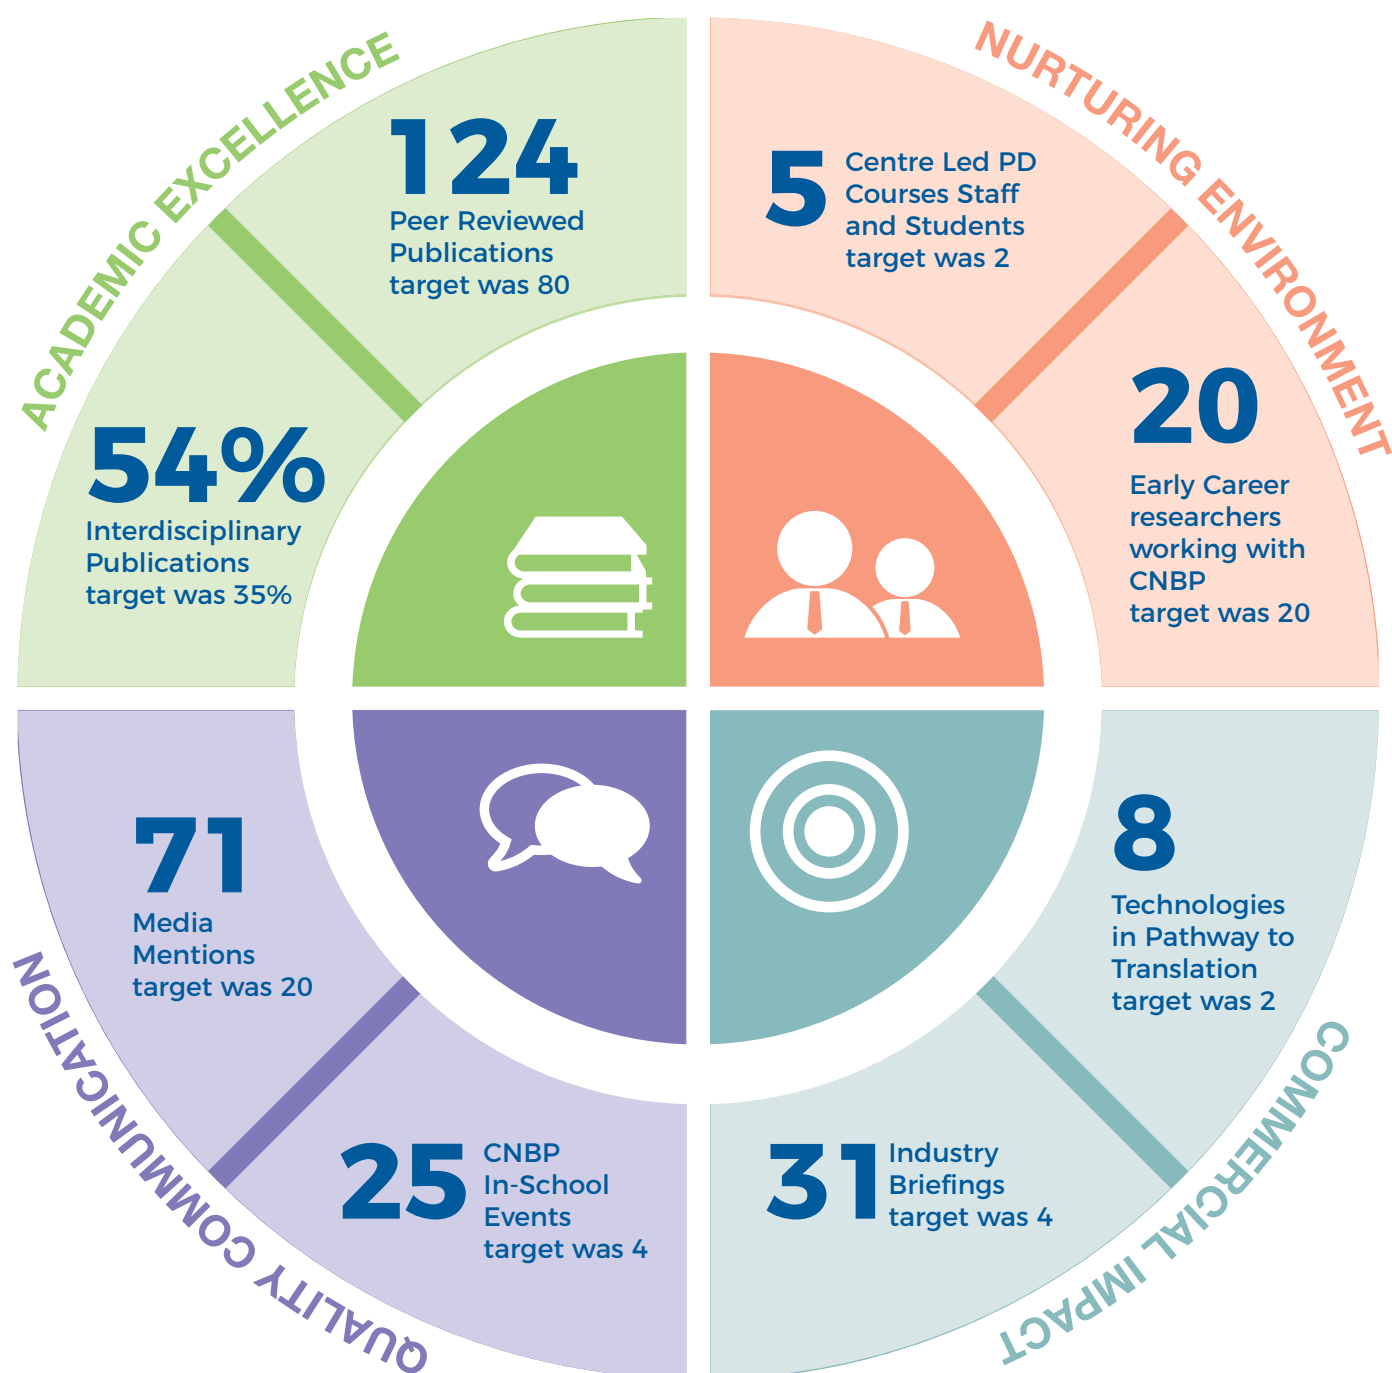 ACADEMIC EXCELLENCE
124
Peer Reviewed
Publications
target was 80
54%
Interdisciplinary
Publications
target was 35%
NURTURING ENVIRONMENT
5
Centre Led PD
Courses Staff
and Students
target was 2
20
Early Career
researchers
working with
CNBP
target was 20
QUALITY COMMUNICATION
71
Media
Mentions
target was 20
25
CNBP
In-School
Events
target was 4
COMMERCIAL IMPACT
8
Technologies
in Pathway to
Translation
target was 2
31
Industry
Briefings
target was 4